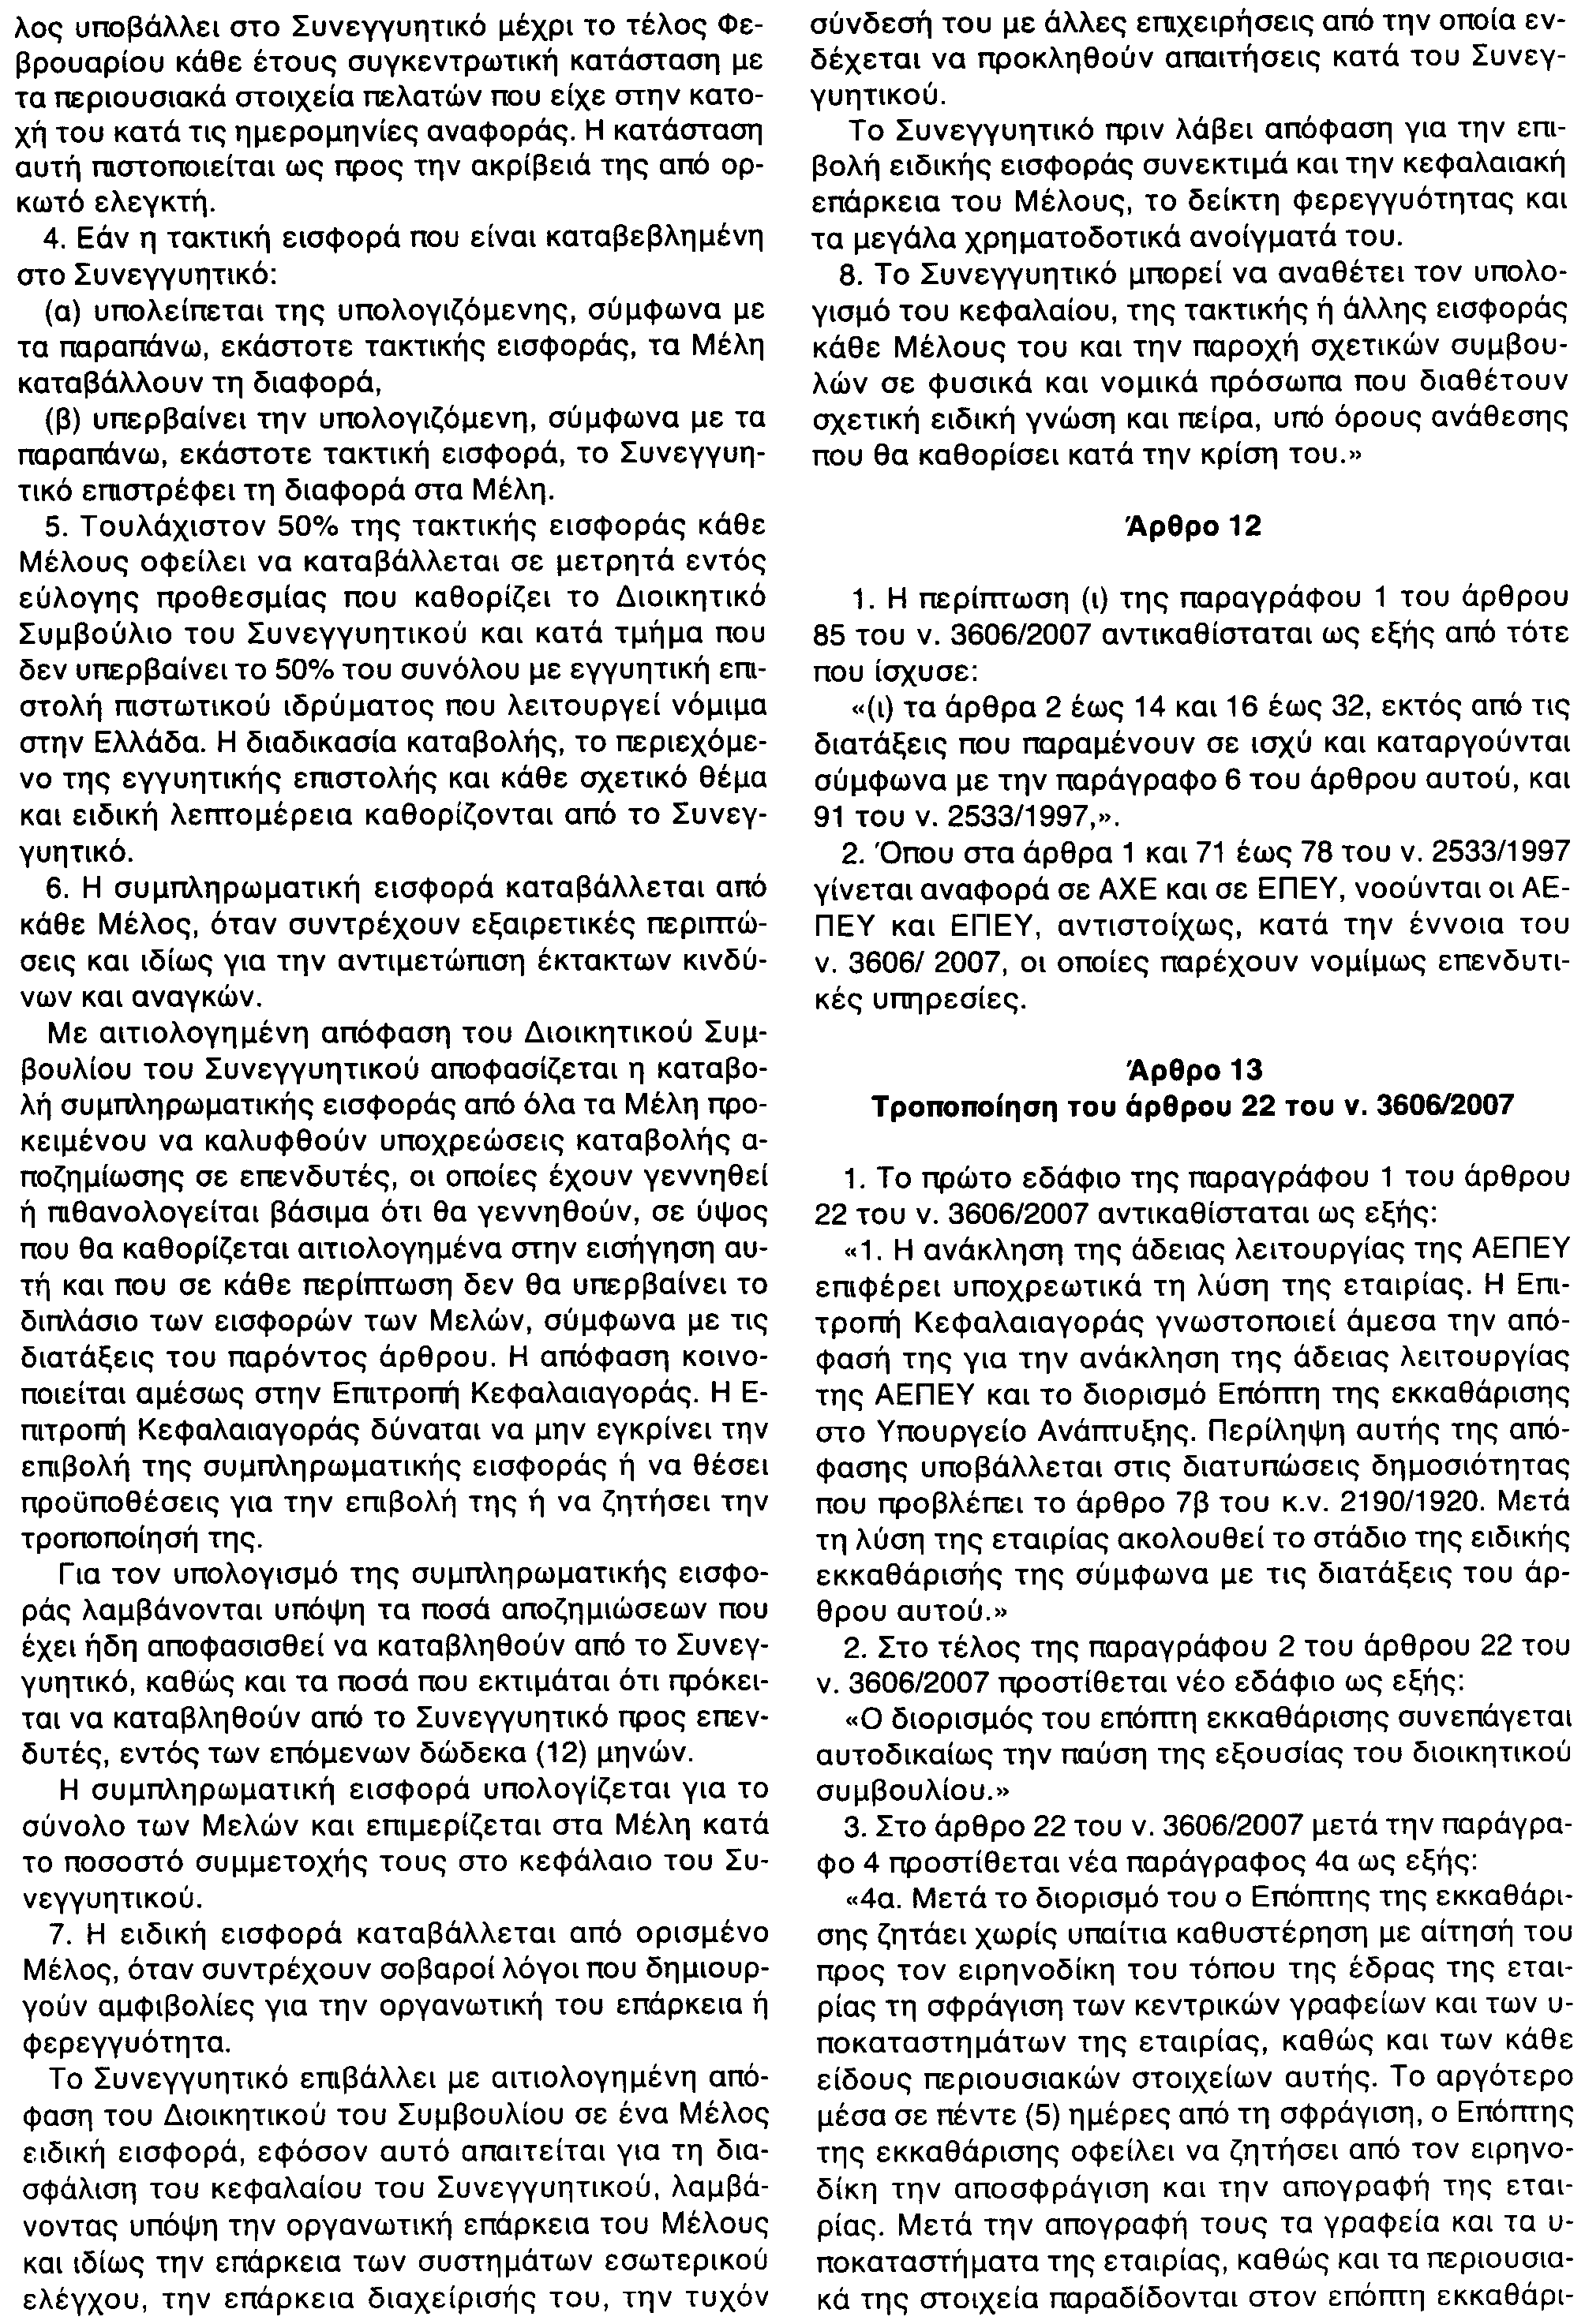 λος υποβάλλει στο Συνεγγυητικό μέχρι το τέλος Φε-
βρουαρίου κάθε έτους συγκεντρωτική κατάσταση με
τα περιουσιακά στοιχεία πελατών που είχε στην κατο-
χή του κατά τις ημερομηνίες αναφοράς. Η κατάσταση
αυτή πιστοποιείται ως προς την ακρίβειά της από ορ-
κωτό ελεγκτή.
4. Εάν η τακτική εισφορά που είναι καταβεβλημένη
στο Συνεγγυητικό:
(α) υπολείπεται της υπολογιζόμενης, σύμφωνα με
τα παραπάνω, εκάστοτε τακτικής εισφοράς, τα Μέλη
καταβάλλουν τη διαφορά,
(β) υπερβαίνει την υπολογιζόμενη, σύμφωνα με τα
παραπάνω, εκάστοτε τακτική εισφορά, το Συνεγγυη-
τικό επιστρέφει τη διαφορά στα Μέλη.
5. Τουλάχιστον 50% της τακτικής εισφοράς κάθε
Μέλους οφείλει να καταβάλλεται σε μετρητά εντός
εύλογης προθεσμίας που καθορίζει το Διοικητικό
Συμβούλιο του Συνεγγυητικού και κατά τμήμα που
δεν υπερβαίνει το 50% του συνόλου με εγγυητική επι-
στολή πιστωτικού ιδρύματος που λειτουργεί νόμιμα
στην Ελλάδα. Η διαδικασία καταβολής, το περιεχόμε-
νο της εγγυητικής επιστολής και κάθε σχετικό θέμα
και ειδική λεπτομέρεια καθορίζονται από το Συνεγ-
γυητικό.
6. Η συμπληρωματική εισφορά καταβάλλεται από
κάθε Μέλος, όταν συντρέχουν εξαιρετικές περιπτώ-
σεις και ιδίως για την αντιμετώπιση έκτακτων κινδύ-
νων και αναγκών.
Με αιτιολογημένη απόφαση του Διοικητικού Συμ-
βουλίου του Συνεγγυητικού αποφασίζεται η καταβο-
λή συμπληρωματικής εισφοράς από όλα τα Μέλη προ-
κειμένου να καλυφθούν υποχρεώσεις καταβολής α-
ποζημίωσης σε επενδυτές, οι οποίες έχουν γεννηθεί
ή πιθανολογείται βάσιμα ότι θα γεννηθούν, σε ύψος
που θα καθορίζεται αιτιολογημένα στην εισήγηση αυ-
τή και που σε κάθε περίπτωση δεν θα υπερβαίνει το
διπλάσιο των εισφορών των Μελών, σύμφωνα με τις
διατάξεις του παρόντος άρθρου. Η απόφαση κοινο-
ποιείται αμέσως στην Επιτροπή Κεφαλαιαγοράς. Η Ε-
πιτροπή Κεφαλαιαγοράς δύναται να μην εγκρίνει την
επιβολή της συμπληρωματικής εισφοράς ή να θέσει
προϋποθέσεις για την επιβολή της ή να ζητήσει την
τροποποίησή της.
Για τον υπολογισμό της συμπληρωματικής εισφο-
ράς λαμβάνονται υπόψη τα ποσά αποζημιώσεων που
έχει ήδη αποφασισθεί να καταβληθούν από το Συνεγ-
γυητικό, καθώς και τα ποσά που εκτιμάται ότι πρόκει-
ται να καταβληθούν από το Συνεγγυητικό προς επεν-
δυτές, εντός των επόμενων δώδεκα (12) μηνών.
Η συμπληρωματική εισφορά υπολογίζεται για το
σύνολο των Μελών και επιμερίζεται στα Μέλη κατά
το ποσοστό συμμετοχής τους στο κεφάλαιο του Συ-
νεγγυητικού.
7. Η ειδική εισφορά καταβάλλεται από ορισμένο
Μέλος, όταν συντρέχουν σοβαροί λόγοι που δημιουρ-
γούν αμφιβολίες για την οργανωτική του επάρκεια ή
φερεγγυότητα.
Το Συνεγγυητικό επιβάλλει με αιτιολογημένη από-
φαση του Διοικητικού του Συμβουλίου σε ένα Μέλος
ειδική εισφορά, εφόσον αυτό απαιτείται για τη δια-
σφάλιση του κεφαλαίου του Συνεγγυητικού, λαμβά-
νοντας υπόψη την οργανωτική επάρκεια του Μέλους
και ιδίως την επάρκεια των συστημάτων εσωτερικού
ελέγχου, την επάρκεια διαχείρισής του, την τυχόν
σύνδεσή του με άλλες επιχειρήσεις από την οποία εν-
δέχεται να προκληθούν απαιτήσεις κατά του Συνεγ-
γυητικού.
Το Συνεγγυητικό πριν λάβει απόφαση για την επι-
βολή ειδικής εισφοράς συνεκτιμά και την κεφαλαιακή
επάρκεια του Μέλους, το δείκτη φερεγγυότητας και
τα μεγάλα χρηματοδοτικά ανοίγματά του.
8. Το Συνεγγυητικό μπορεί να αναθέτει τον υπολο-
γισμό του κεφαλαίου, της τακτικής ή άλλης εισφοράς
κάθε Μέλους του και την παροχή σχετικών συμβου-
λών σε φυσικά και νομικά πρόσωπα που διαθέτουν
σχετική ειδική γνώση και πείρα, υπό όρους ανάθεσης
που θα καθορίσει κατά την κρίση του.»
Άρθρο 12
1. Η περίπτωση (ι) της παραγράφου 1 του άρθρου
85 του ν. 3606/2007 αντικαθίσταται ως εξής από τότε
που ίσχυσε:
«(ι) τα άρθρα 2 έως 14 και 16 έως 32, εκτός από τις
διατάξεις που παραμένουν σε ισχύ και καταργούνται
σύμφωνα με την παράγραφο 6 του άρθρου αυτού, και
91 του ν. 2533/1997,».
2. Όπου στα άρθρα 1 και 71 έως 78 του ν. 2533/1997
γίνεται αναφορά σε ΑΧΕ και σε ΕΠΕΥ, νοούνται οι ΑΕ-
ΠΕΥ και ΕΠΕΥ, αντιστοίχως, κατά την έννοια του
ν. 3606/ 2007, οι οποίες παρέχουν νομίμως επενδυτι-
κές υπηρεσίες.
Άρθρο 13
Τροποποίηση του άρθρου 22 του ν. 3606/2007
1. Το πρώτο εδάφιο της παραγράφου 1 του άρθρου
22 του ν. 3606/2007 αντικαθίσταται ως εξής:
«1. Η ανάκληση της άδειας λειτουργίας της ΑΕΠΕΥ
επιφέρει υποχρεωτικά τη λύση της εταιρίας. Η Επι-
τροπή Κεφαλαιαγοράς γνωστοποιεί άμεσα την από-
φασή της για την ανάκληση της άδειας λειτουργίας
της ΑΕΠΕΥ και το διορισμό Επόπτη της εκκαθάρισης
στο Υπουργείο Ανάπτυξης. Περίληψη αυτής της από-
φασης υποβάλλεται στις διατυπώσεις δημοσιότητας
που προβλέπει το άρθρο 7β του κ.ν. 2190/1920. Μετά
τη λύση της εταιρίας ακολουθεί το στάδιο της ειδικής
εκκαθάρισής της σύμφωνα με τις διατάξεις του άρ-
θρου αυτού.»
2. Στο τέλος της παραγράφου 2 του άρθρου 22 του
ν. 3606/2007 προστίθεται νέο εδάφιο ως εξής:
«Ο διορισμός του επόπτη εκκαθάρισης συνεπάγεται
αυτοδικαίως την παύση της εξουσίας του διοικητικού
συμβουλίου.»
3. Στο άρθρο 22 του ν. 3606/2007 μετά την παράγρα-
φο 4 προστίθεται νέα παράγραφος 4α ως εξής:
«4α. Μετά το διορισμό του ο Επόπτης της εκκαθάρι-
σης ζητάει χωρίς υπαίτια καθυστέρηση με αίτησή του
προς τον ειρηνοδίκη του τόπου της έδρας της εται-
ρίας τη σφράγιση των κεντρικών γραφείων και των υ-
ποκαταστημάτων της εταιρίας, καθώς και των κάθε
είδους περιουσιακών στοιχείων αυτής. Το αργότερο
μέσα σε πέντε (5) ημέρες από τη σφράγιση, ο Επόπτης
της εκκαθάρισης οφείλει να ζητήσει από τον ειρηνο-
δίκη την αποσφράγιση και την απογραφή της εται-
ρίας. Μετά την απογραφή τους τα γραφεία και τα υ-
ποκαταστήματα της εταιρίας, καθώς και τα περιουσια-
κά της στοιχεία παραδίδονται στον επόπτη εκκαθάρι-